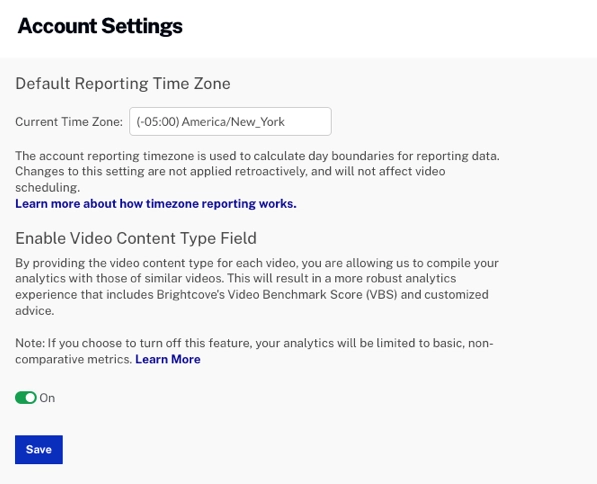 Account Settings
Default Reporting Time Zone
Current Time Zone: (-05:00) America/New_York
The account reporting timezone is used to calculate day boundaries for reporting data.
Changes to this setting are not applied retroactively, and will not affect video
scheduling.
Learn more about how timezone reporting works.
Enable Video Content Type Field
By providing the video content type for each video, you are allowing us to compile your
analytics with those of similar videos. This will result in a more robust analytics
experience that includes Brightcove's Video Benchmark Score (VBS) and customized
advice.
Note: If you choose to turn off this feature, your analytics will be limited to basic, non-
comparative metrics. Learn More
On
Save